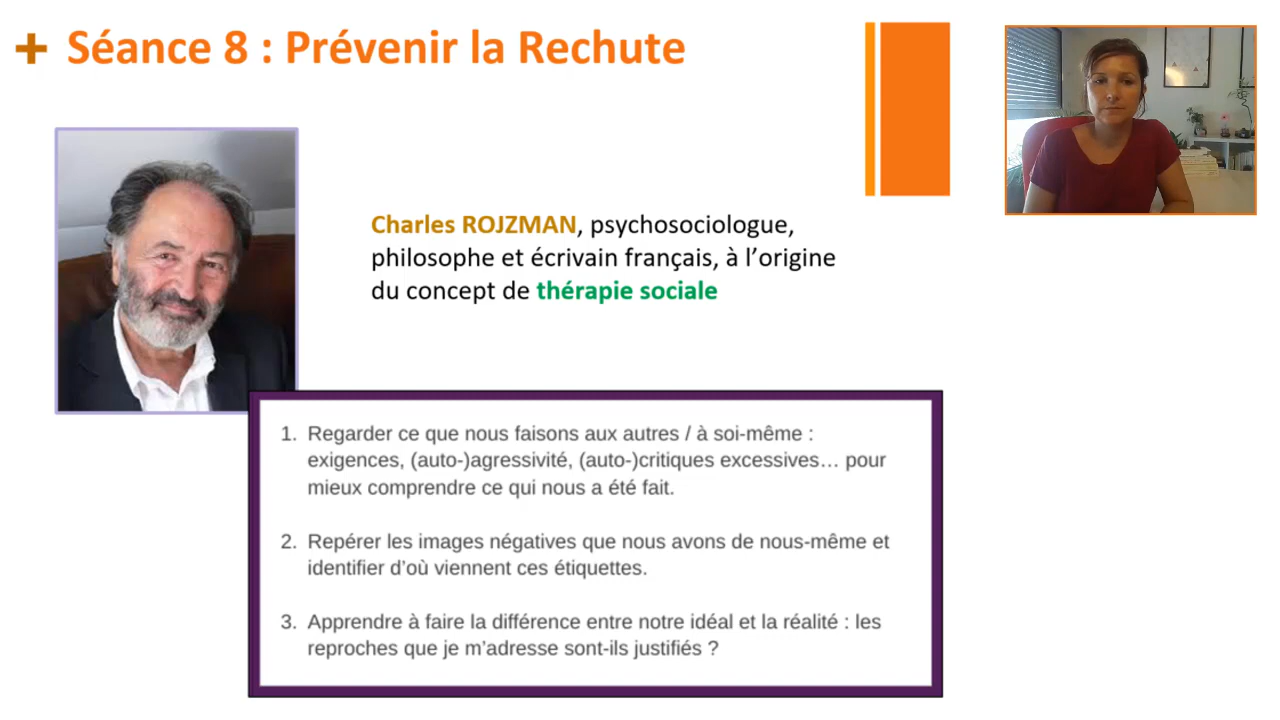 + Séance 8 : Prévenir la Rechute
Charles ROJZMAN, psychosociologue,
philosophe et écrivain français, à l’origine
du concept de thérapie sociale
1. Regarder ce que nous faisons aux autres / à soi-même :
exigences, (auto-)agressivité, (auto-)critiques excessives… pour
mieux comprendre ce qui nous a été fait.
2. Repérer les images négatives que nous avons de nous-même et
identifier d’où viennent ces étiquettes.
3. Apprendre à faire la différence entre notre idéal et la réalité : les
reproches que je m’adresse sont-ils justifiés ?